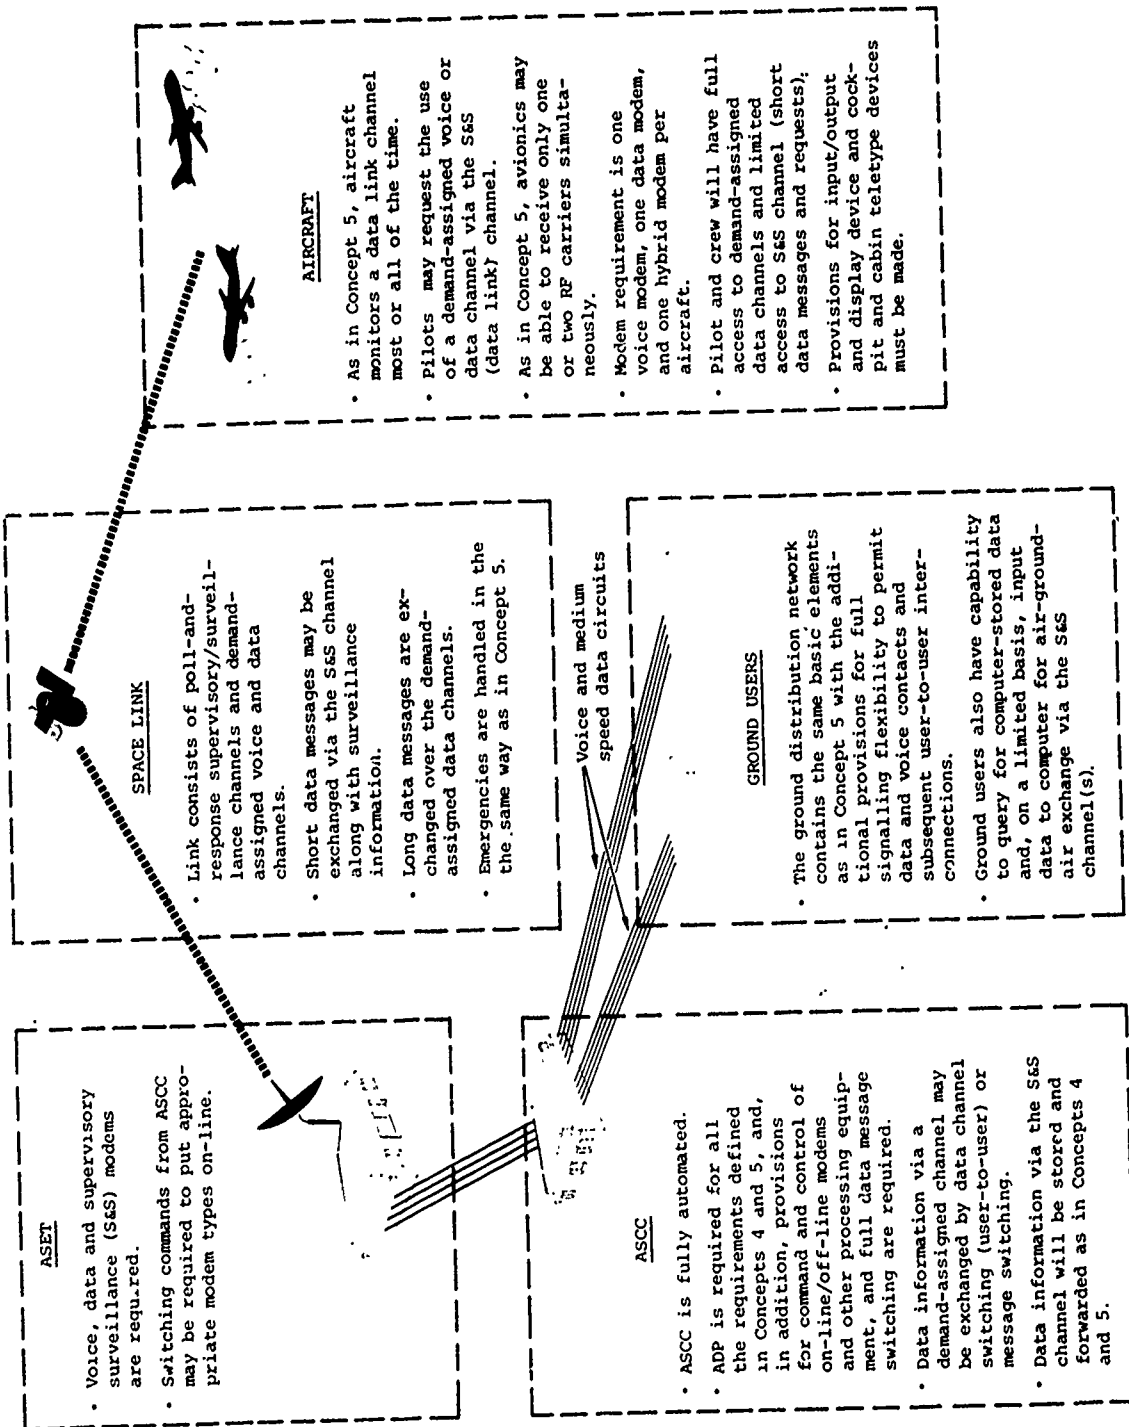 ASET
· Voice, data and supervisory
surveillance (S&S) modems
are required.
· Switching commands from ASCC
may be required to put appro-
priate modem types on-line.
SPACE LINK
· Link consists of poll-and-
response supervisory/surveil-
lance channels and demand-
assigned voice and data
channels.
· Short data messages may be
exchanged via the S&S channel
along with surveillance
information.
· Long data messages are ex-
changed over the demand-
assigned data channels.
· Emergencies are handled in the
the same way as in Concept 5.
AIRCRAFT
· As in Concept 5, aircraft
monitors a data link channel
most or all of the time.
· Pilots may request the use
of a demand-assigned voice or
data channel via the S&S
(data link) channel.
· As in Concept 5, avionics may
be able to receive only one
or two RF carriers simulta-
neously.
· Modem requirement is one
voice modem, one data modem,
and one hybrid modem per
aircraft.
· Pilot and crew will have full
access to demand-assigned
data channels and limited
access to S&S channel (short
data messages and requests).
· Provisions for input/output
and display device and cock-
pit and cabin teletype devices
must be made.
Voice and medium
speed data circuits
ASCC
· ASCC is fully automated.
· ADP is required for all
the requirements defined
in Concepts 4 and 5, and,
in addition, provisions
for command and control of
on-line/off-line modems
and other processing equip-
ment, and full data message
switching are required.
· Data information via a
demand-assigned channel may
be exchanged by data channel
switching (user-to-user) or
message switching.
· Data information via the S&S
channel will be stored and
forwarded as in Concepts 4
and 5.
GROUND USERS
· The ground distribution network
contains the same basic elements
as in Concept 5 with the addi-
tional provisions for full
signalling flexibility to permit
data and voice contacts and
subsequent user-to-user inter-
connections.
· Ground users also have capability
to query for computer-stored data
and, on a limited basis, input
data to computer for air-ground-
air exchange via the S&S
channel(s).